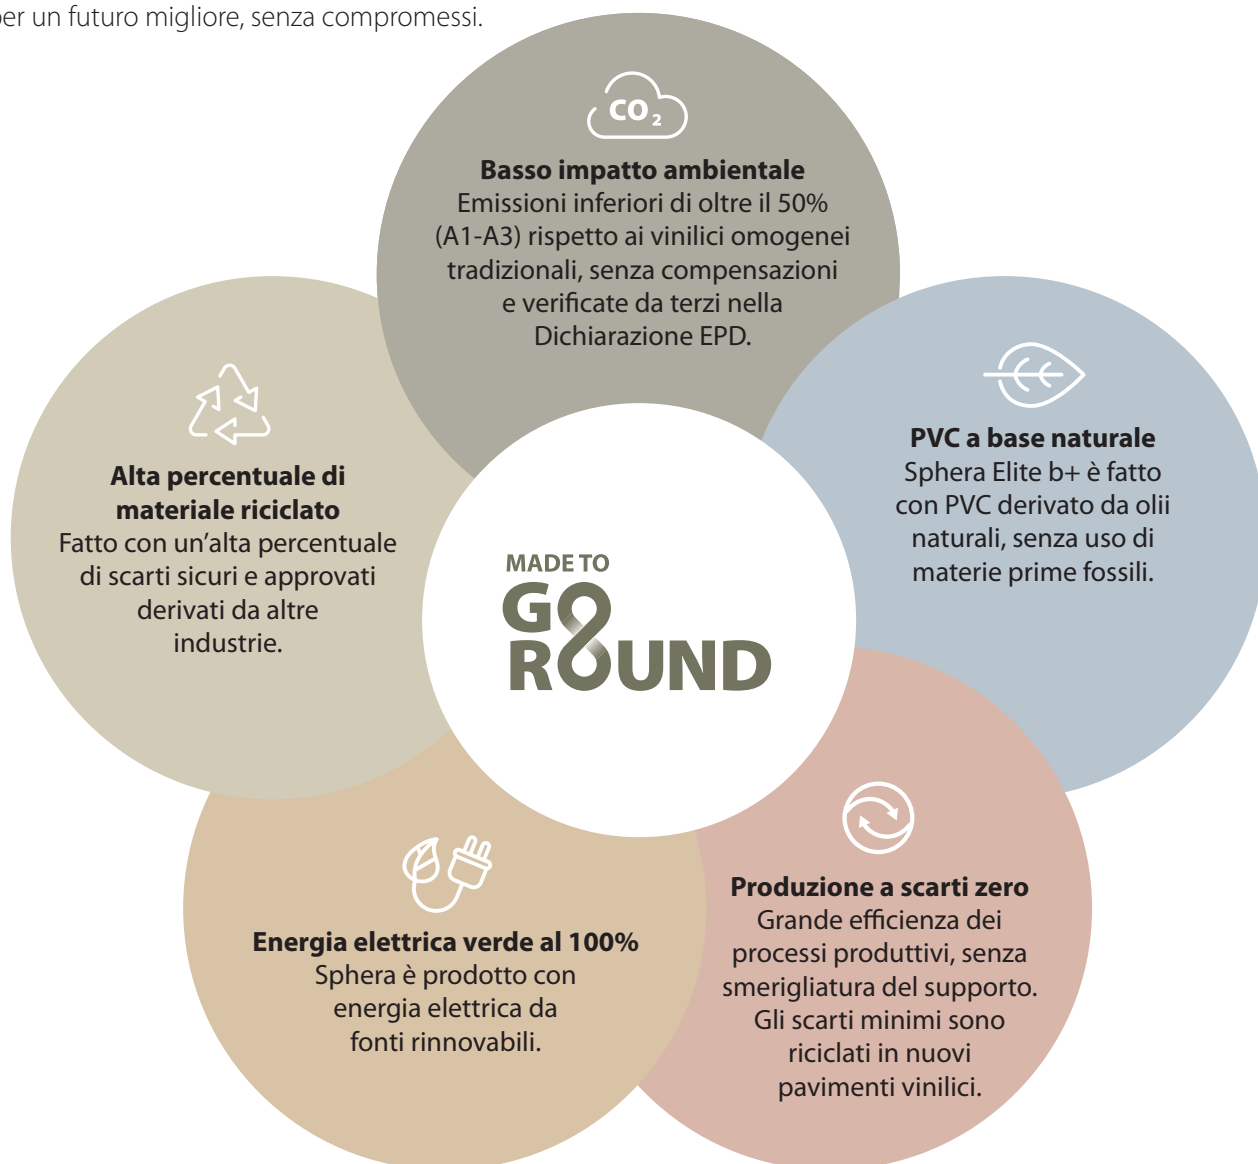 per un futuro migliore, senza compromessi.
CO2
Basso impatto ambientale
Emissioni inferiori di oltre il 50%
(A1-A3) rispetto ai vinilici omogenei
tradizionali, senza compensazioni
e verificate da terzi nella
Dichiarazione EPD.
PVC a base naturale
Sphera Elite b+ è fatto
con PVC derivato da olii
naturali, senza uso di
materie prime fossili.
Alta percentuale di
materiale riciclato
Fatto con un’alta percentuale
di scarti sicuri e approvati
derivati da altre
industrie.
MADE TO
GO
ROUND
Produzione a scarti zero
Grande efficienza dei
processi produttivi, senza
smerigliatura del supporto.
Gli scarti minimi sono
riciclati in nuovi
pavimenti vinilici.
Energia elettrica verde al 100%
Sphera è prodotto con
energia elettrica da
fonti rinnovabili.